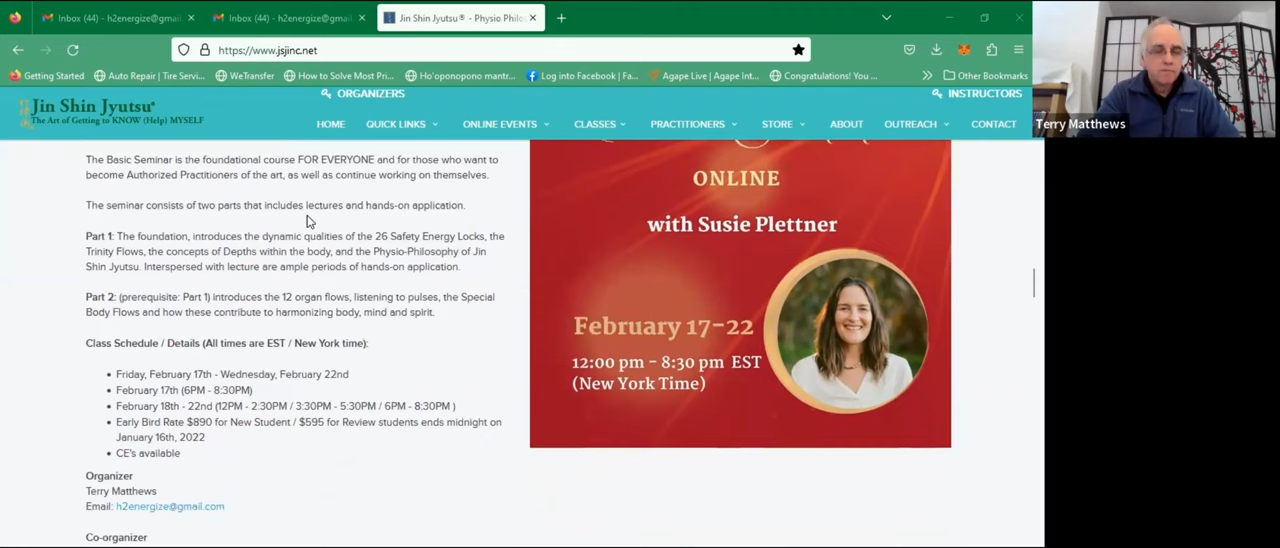 Inbox (44) - h2energize@gmail
Inbox (44) - h2energize@gmail.
Jin Shin Jyutsu® - Physio Philos
https://www.jsjinc.net
Getting Started
Auto Repair | Tire Servi...
WeTransfer
How to Solve Most Pri...
Ho'oponopono mantr...
Log into Facebook | Fa...
Agape Live | Agape Int...
Congratulations! You ...
Other Bookmarks
Terry Matthews
Jin Shin Jyutsu®
The Art of Getting to KNOW (Help) MYSELF
ORGANIZERS
INSTRUCTORS
HOME
QUICK LINKS
ONLINE EVENTS
CLASSES
PRACTITIONERS
STORE
ABOUT
OUTREACH
CONTACT
The Basic Seminar is the foundational course FOR EVERYONE and for those who want to
become Authorized Practitioners of the art, as well as continue working on themselves.
The seminar consists of two parts that includes lectures and hands-on application.
Part 1: The foundation, introduces the dynamic qualities of the 26 Safety Energy Locks, the
Trinity Flows, the concepts of Depths within the body, and the Physio-Philosophy of Jin
Shin Jyutsu. Interspersed with lecture are ample periods of hands-on application.
Part 2: (prerequisite: Part 1) introduces the 12 organ flows, listening to pulses, the Special
Body Flows and how these contribute to harmonizing body, mind and spirit.
Class Schedule / Details (All times are EST / New York time):
Friday, February 17th - Wednesday, February 22nd
February 17th (6PM - 8:30PM)
February 18th - 22nd (12PM - 2:30PM / 3:30PM - 5:30PM / 6PM - 8:30PM )
Early Bird Rate $890 for New Student / $595 for Review students ends midnight on
January 16th, 2022
CE's available
Organizer
Terry Matthews
Email: h2energize@gmail.com
Co-organizer
ONLINE
with Susie Plettner
February 17-22
12:00 pm - 8:30 pm EST
(New York Time)